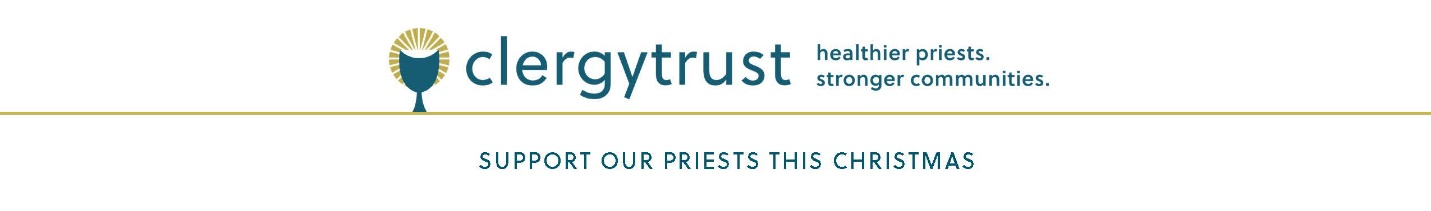 clergytrust
healthier priests.
stronger communities.
SUPPORT OUR PRIESTS THIS CHRISTMAS